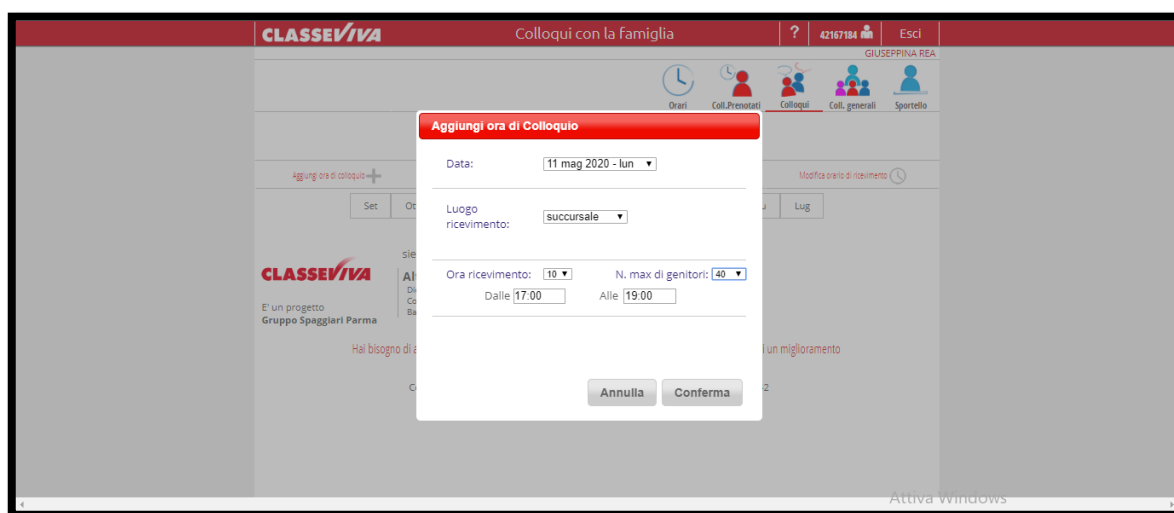 CLASSEVIVA Colloqui con la famiglia ? 42167184 Esci
GIUSEPPINA REA
Orari Coll.Prenotati Colloqui Coll. generali Sportello
Aggiungi ora di Colloquio
Data: 11 mag 2020 - lun
Aggiungi ora di colloquio Modifica orario di ricevimento
Luogo ricevimento: succursale
Set Ot u Lug
sie
CLASSEVIVA
Ora ricevimento: 10 N. max di genitori: 40
Dalle 17:00 Alle 19:00
E' un progetto
Gruppo Spaggiari Parma
Hai bisogno di a i un miglioramento
Annulla Conferma
Attiva Windows